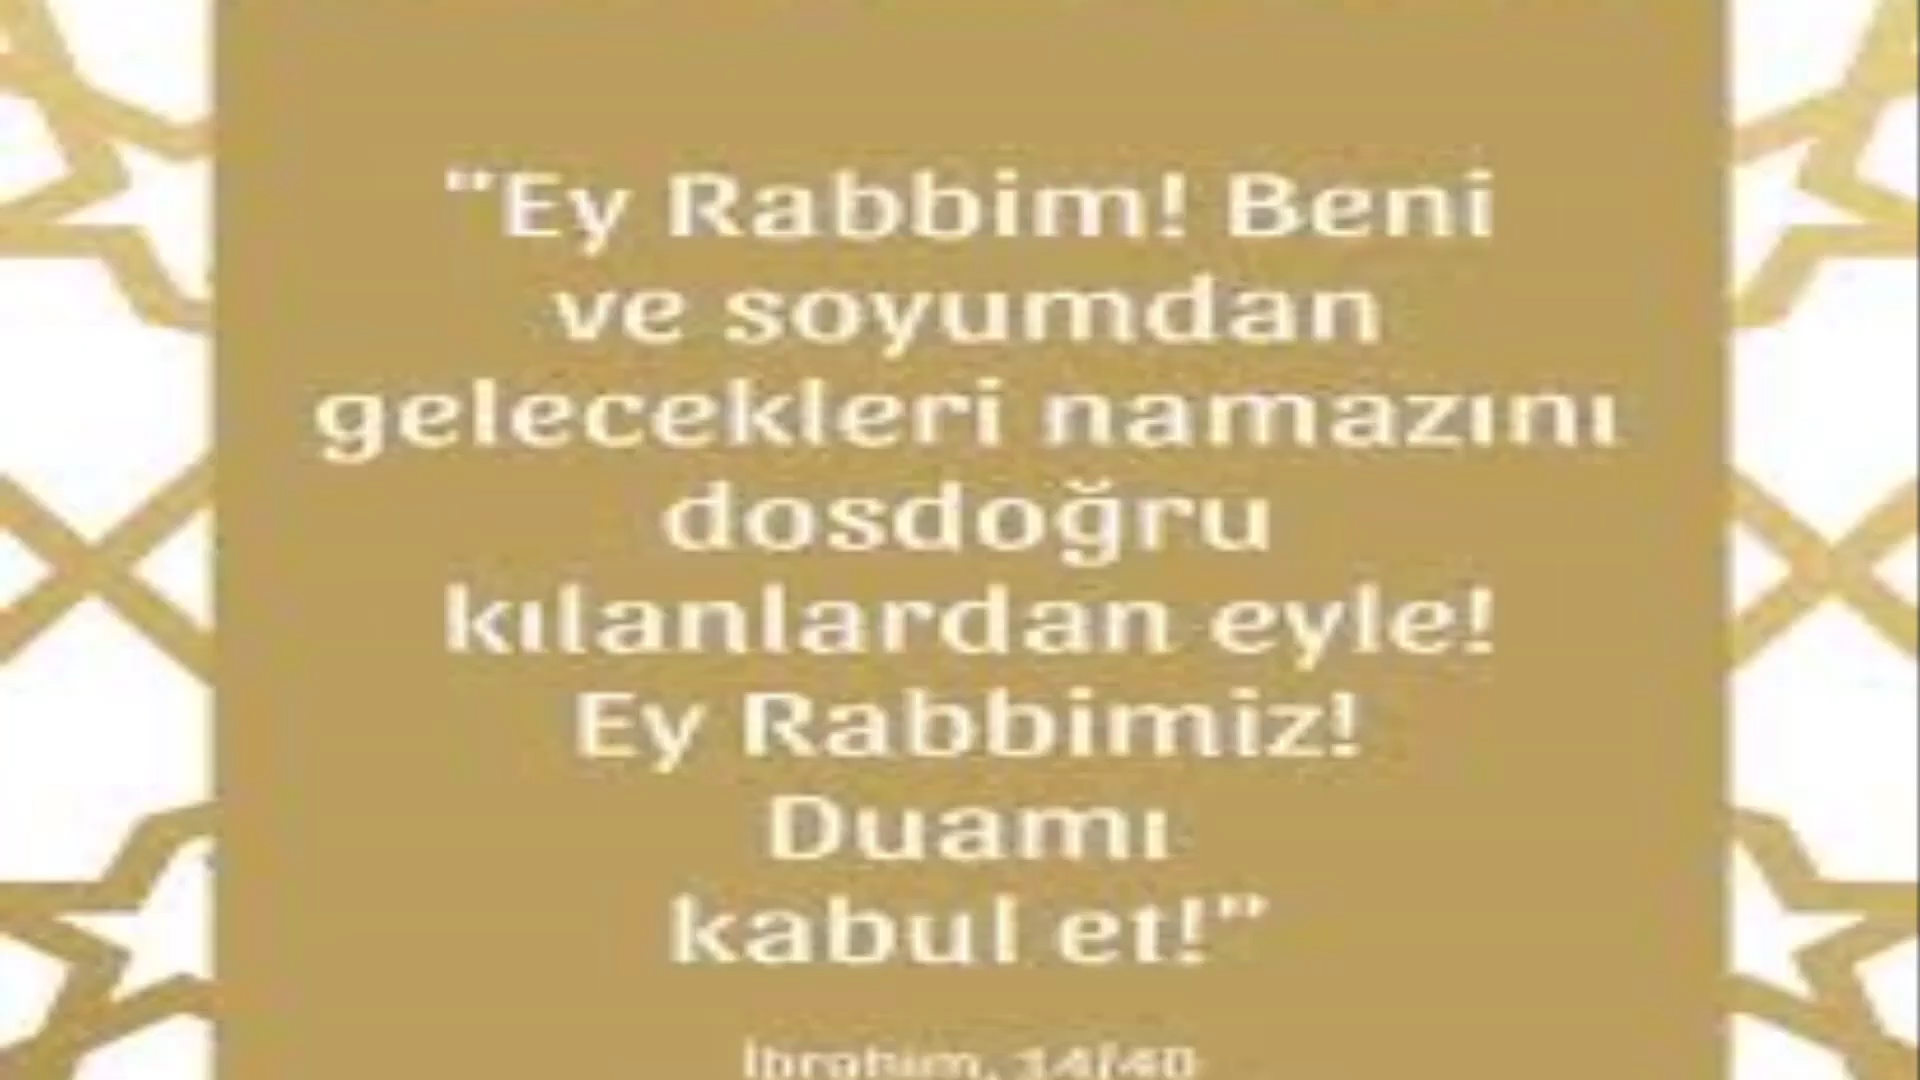 "Ey Rabbim! Beni
ve soyumdan
gelecekleri namazını
dosdoğru
kılanlardan eyle!
Ey Rabbimiz!
Duamı
kabul et!"
İbrahim, 14/40